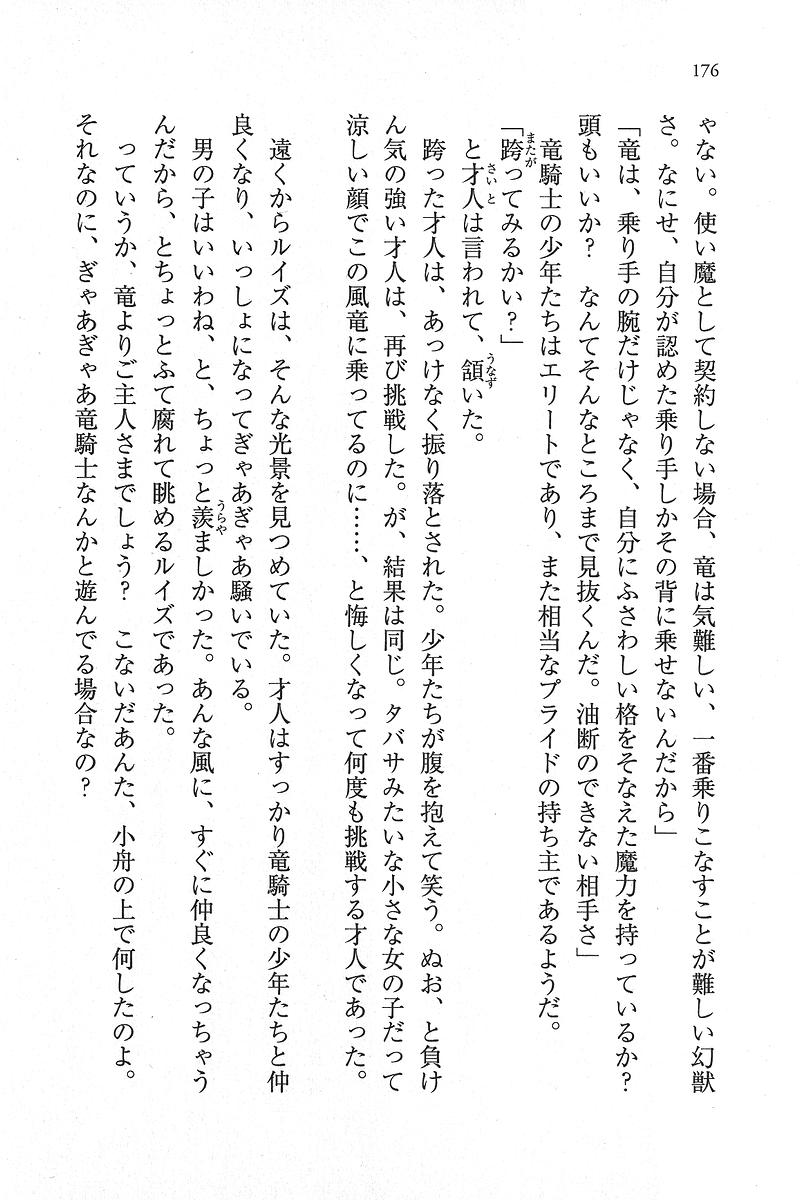 176
ゃない。使い魔として契約しない場合、竜は気難しい、一番乗りこなすことが難しい幻獣
さ。なにせ、自分が認めた乗り手しかその背に乗せないんだから」
「竜は、乗り手の腕だけじゃなく、自分にふさわしい格をそなえた魔力を持っているか？
頭もいいか？　なんてそんなところまで見抜くんだ。油断のできない相手さ」
　竜騎士の少年たちはエリートであり、また相当なプライドの持ち主であるようだ。
「跨ってみるかい？」
　と才人は言われて、頷いた。
　跨った才人は、あっけなく振り落とされた。少年たちが腹を抱えて笑う。ぬお、と負け
ん気の強い才人は、再び挑戦した。が、結果は同じ。タバサみたいな小さな女の子だって
涼しい顔でこの風竜に乗ってるのに……、と悔しくなって何度も挑戦する才人であった。
　遠くからルイズは、そんな光景を見つめていた。才人はすっかり竜騎士の少年たちと仲
良くなり、いっしょになってぎゃあぎゃあ騒いでいる。
　男の子はいいわね、と、ちょっと羨ましかった。あんな風に、すぐに仲良くなっちゃう
んだから、とちょっとふて腐れて眺めるルイズであった。
　っていうか、竜よりご主人さまでしょう？　こないだあんた、小舟の上で何したのよ。
それなのに、ぎゃあぎゃあ竜騎士なんかと遊んでる場合なの？